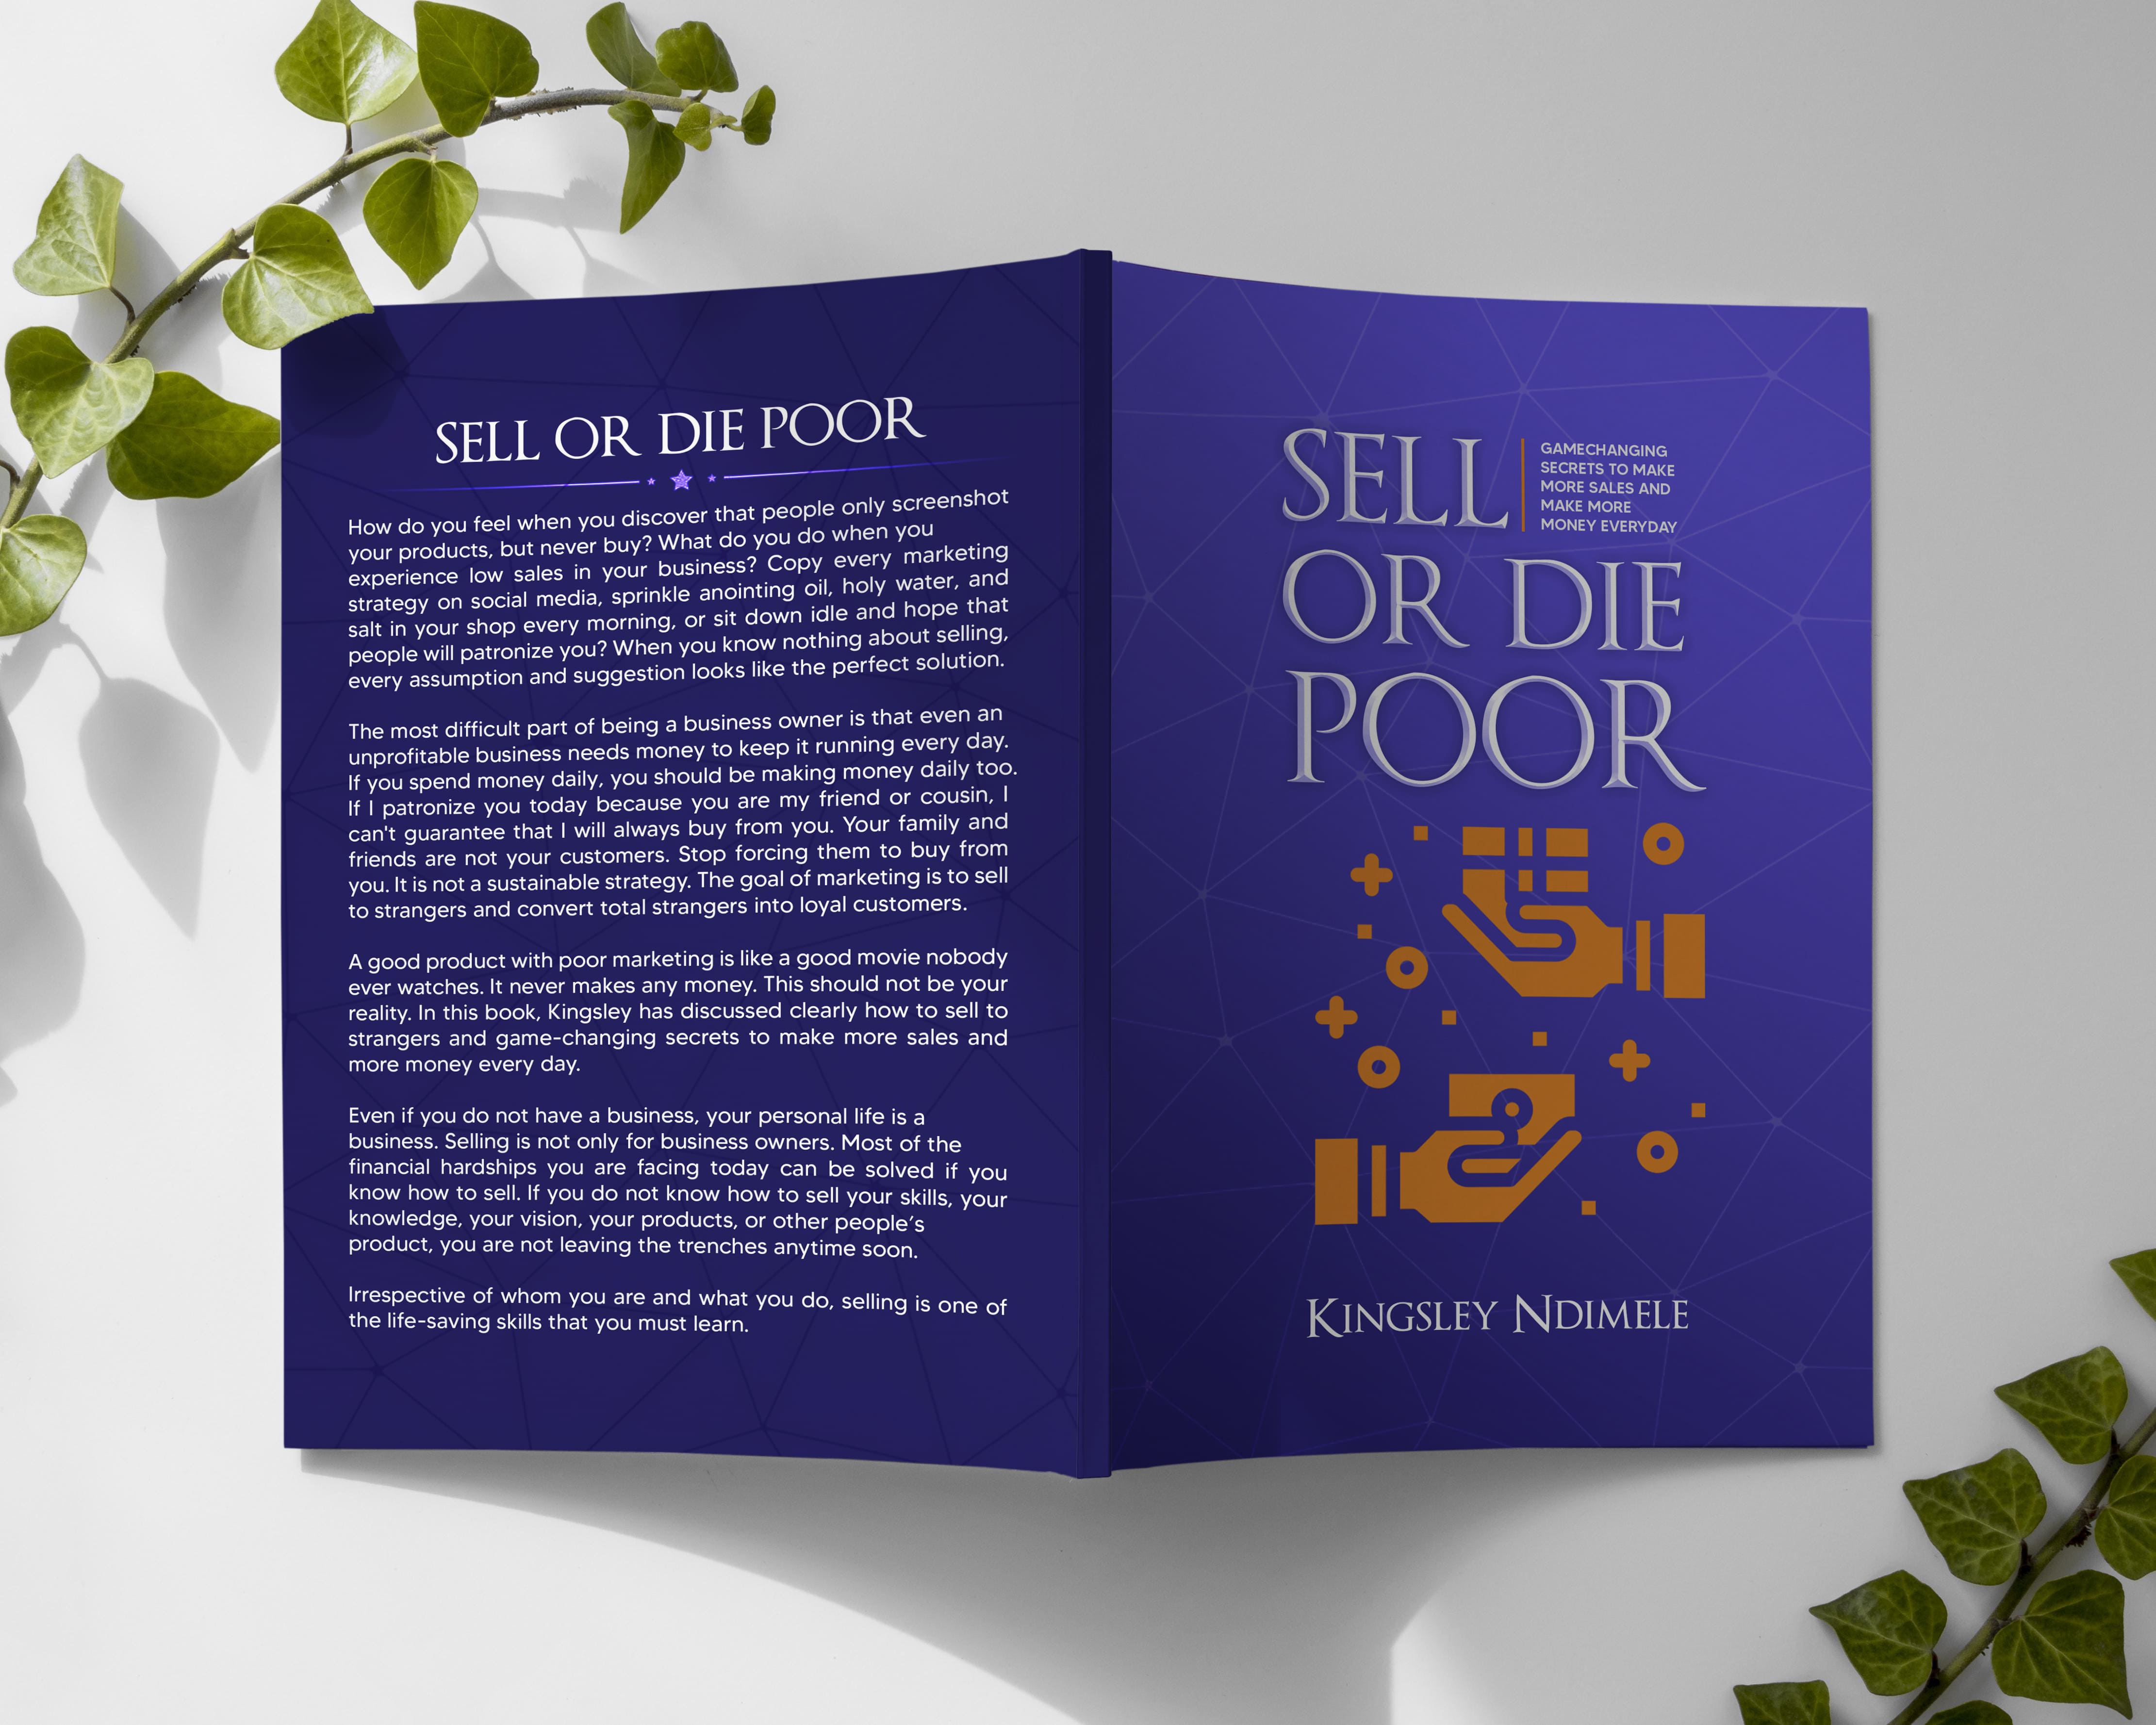 SELL OR DIE POOR
How do you feel when you discover that people only screenshot
your products, but never buy? What do you do when you
experience low sales in your business? Copy every marketing
strategy on social media, sprinkle anointing oil, holy water, and
salt in your shop every morning, or sit down idle and hope that
people will patronize you? When you know nothing about selling,
every assumption and suggestion looks like the perfect solution.
The most difficult part of being a business owner is that even an
unprofitable business needs money to keep it running every day.
If you spend money daily, you should be making money daily too.
If I patronize you today because you are my friend or cousin, I
can't guarantee that I will always buy from you. Your family and
friends are not your customers. Stop forcing them to buy from
you. It is not a sustainable strategy. The goal of marketing is to sell
to strangers and convert total strangers into loyal customers.
A good product with poor marketing is like a good movie nobody
ever watches. It never makes any money. This should not be your
reality. In this book, Kingsley has discussed clearly how to sell to
strangers and game-changing secrets to make more sales and
more money every day.
Even if you do not have a business, your personal life is a
business. Selling is not only for business owners. Most of the
financial hardships you are facing today can be solved if you
know how to sell. If you do not know how to sell your skills, your
knowledge, your vision, your products, or other people's
product, you are not leaving the trenches anytime soon.
Irrespective of whom you are and what you do, selling is one of
the life-saving skills that you must learn.
SELL
GAMECHANGING
SECRETS TO MAKE
MORE SALES AND
MAKE MORE
MONEY EVERYDAY
OR DIE
POOR
KINGSLEY NDIMELE